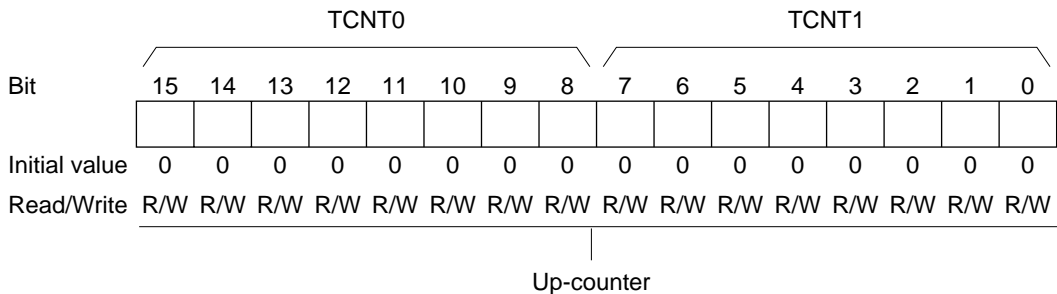 TCNT0 TCNT1
Bit 15 14 13 12 11 10 9 8 7 6 5 4 3 2 1 0
Initial value 0 0 0 0 0 0 0 0 0 0 0 0 0 0 0 0
Read/Write R/W R/W R/W R/W R/W R/W R/W R/W R/W R/W R/W R/W R/W R/W R/W R/W
Up-counter